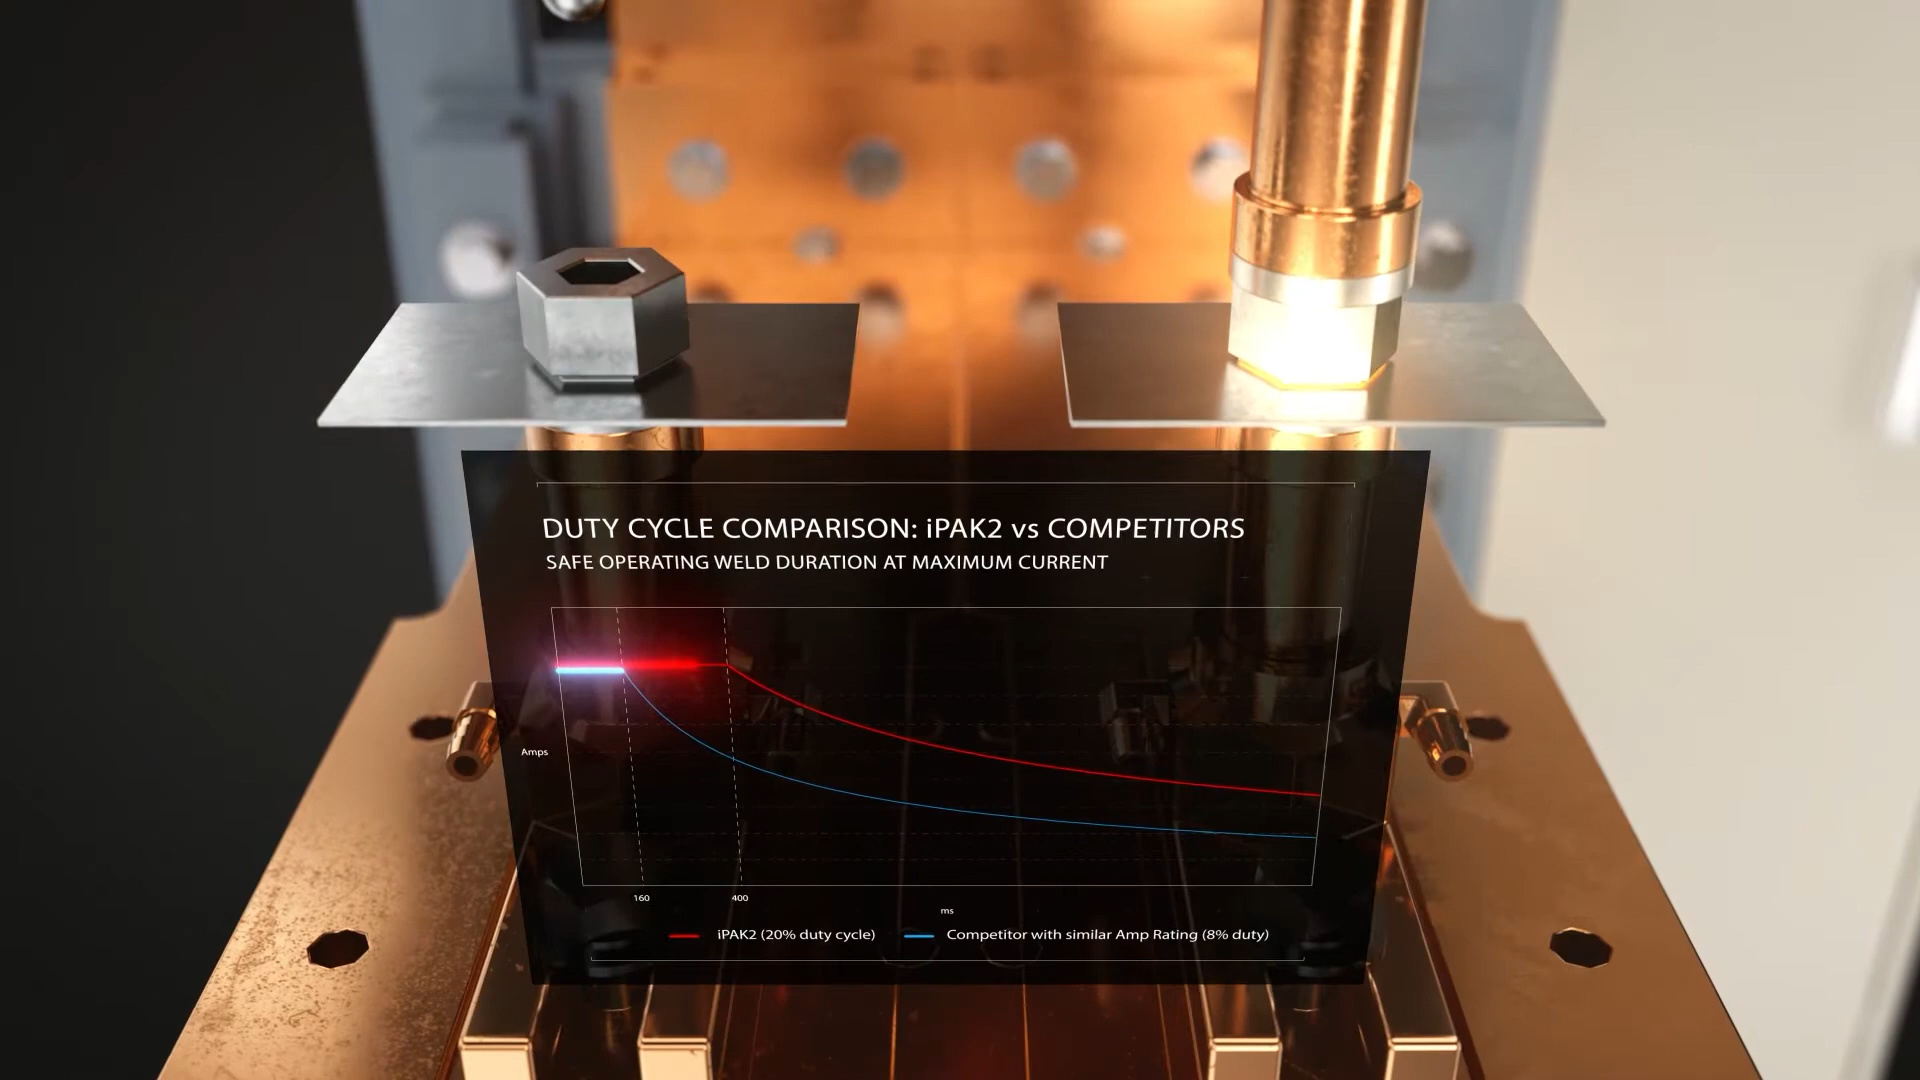 DUTY CYCLE COMPARISON: iPAK2 vs COMPETITORS
SAFE OPERATING WELD DURATION AT MAXIMUM CURRENT
Amps
160 400
ms
iPAK2 (20% duty cycle) Competitor with similar Amp Rating (8% duty)